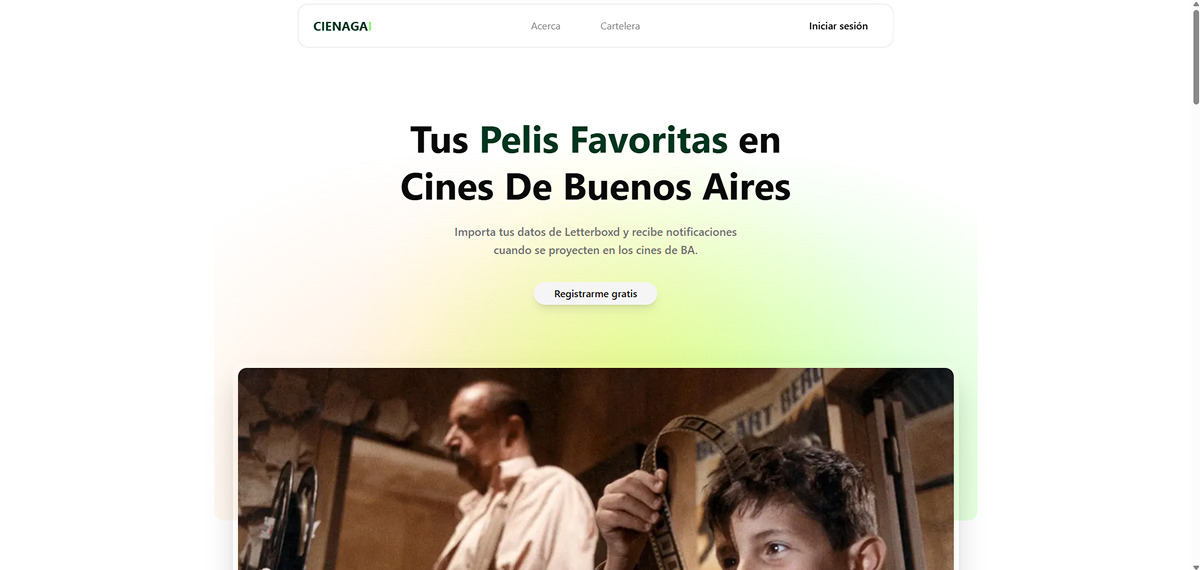 CIENAGAI
Acerca
Cartelera
Iniciar sesión
Tus Pelis Favoritas en
Cines De Buenos Aires
Importa tus datos de Letterboxd y recibe notificaciones
cuando se proyecten en los cines de BA.
Registrarme gratis